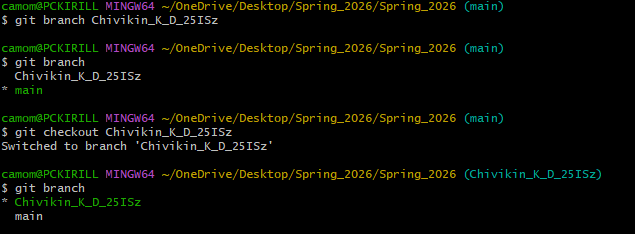 camom@PCKIRILL MINGW64 ~/OneDrive/Desktop/Spring_2026/Spring_2026 (main)
$ git branch Chivikin_K_D_25ISz
camom@PCKIRILL MINGW64 ~/OneDrive/Desktop/Spring_2026/Spring_2026 (main)
$ git branch
  Chivikin_K_D_25ISz
* main
camom@PCKIRILL MINGW64 ~/OneDrive/Desktop/Spring_2026/Spring_2026 (main)
$ git checkout Chivikin_K_D_25ISz
Switched to branch 'Chivikin_K_D_25ISz'
camom@PCKIRILL MINGW64 ~/OneDrive/Desktop/Spring_2026/Spring_2026 (Chivikin_K_D_25ISz)
$ git branch
* Chivikin_K_D_25ISz
  main